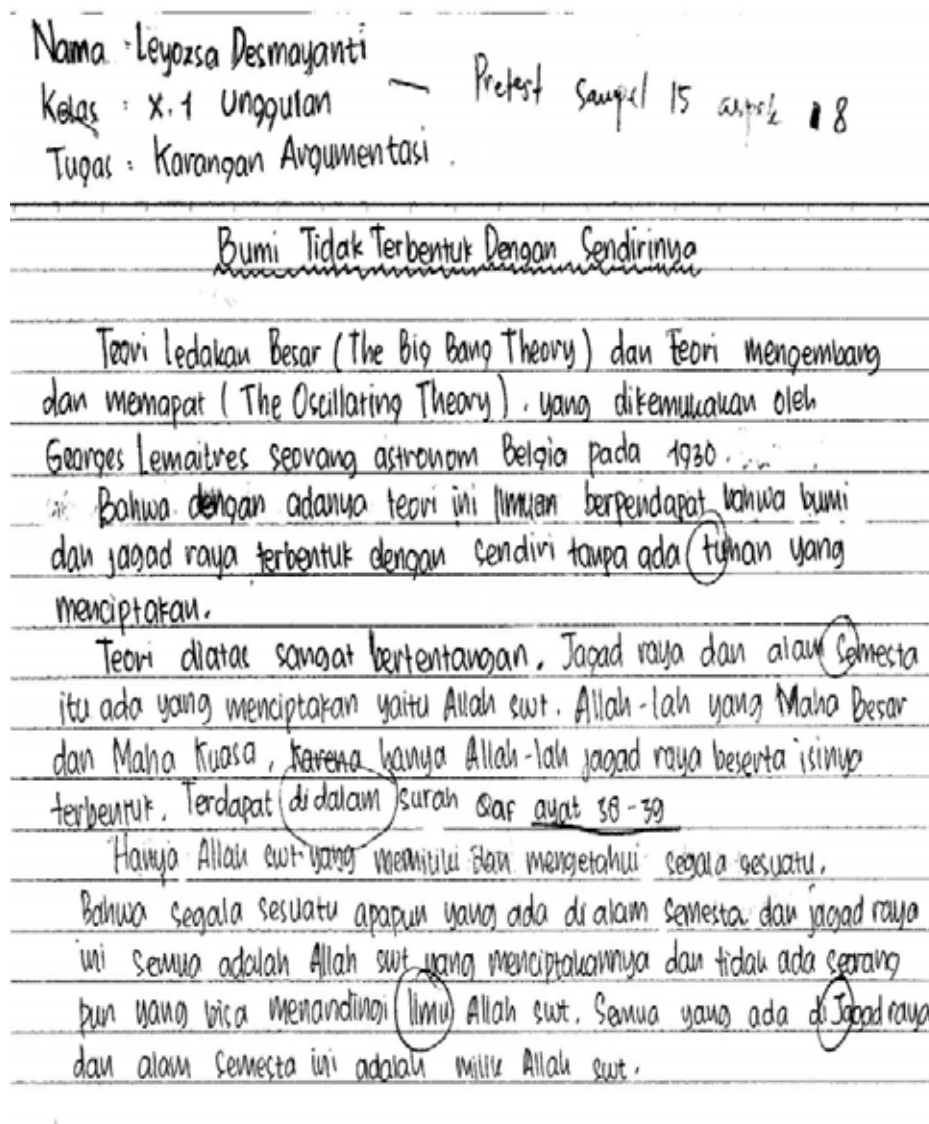 Nama : Leyozsa Desmayanti
Kelas : X.1 Unggulan
Pretest Sampel 15 aspek 8
Tugas : Karangan Argumentasi.
Bumi Tidak Terbentuk Dengan Sendirinya
Teori Ledakan Besar (The Big Bang Theory) dan Teori mengembang
dan memapat (The Oscillating Theory). yang dikemukakan oleh
Georges Lemaitres seorang astronom Belgia pada 1930.
Bahwa dengan adanya teori ini Ilmuan berpendapat bahwa bumi
dan jagad raya terbentuk dengan sendiri tanpa ada tuhan yang
menciptakan.
Teori diatas sangat bertentangan. Jagad raya dan alam Semesta
itu ada yang menciptakan yaitu Allah swt. Allah-lah yang Maha Besar
dan Maha Kuasa, karena hanya Allah-lah jagad raya beserta isinya
terbentuk. Terdapat di dalam surah Qaf ayat 38-39
Hanya Allah swt yang memiliki dan mengetahui segala sesuatu.
Bahwa segala sesuatu apapun yang ada di alam semesta dan jagad raya
ini semua adalah Allah swt yang menciptakannya dan tidak ada seorang
pun yang bisa menandingi Ilmu Allah swt. Semua yang ada di Jagad raya
dan alam semesta ini adalah milik Allah swt.